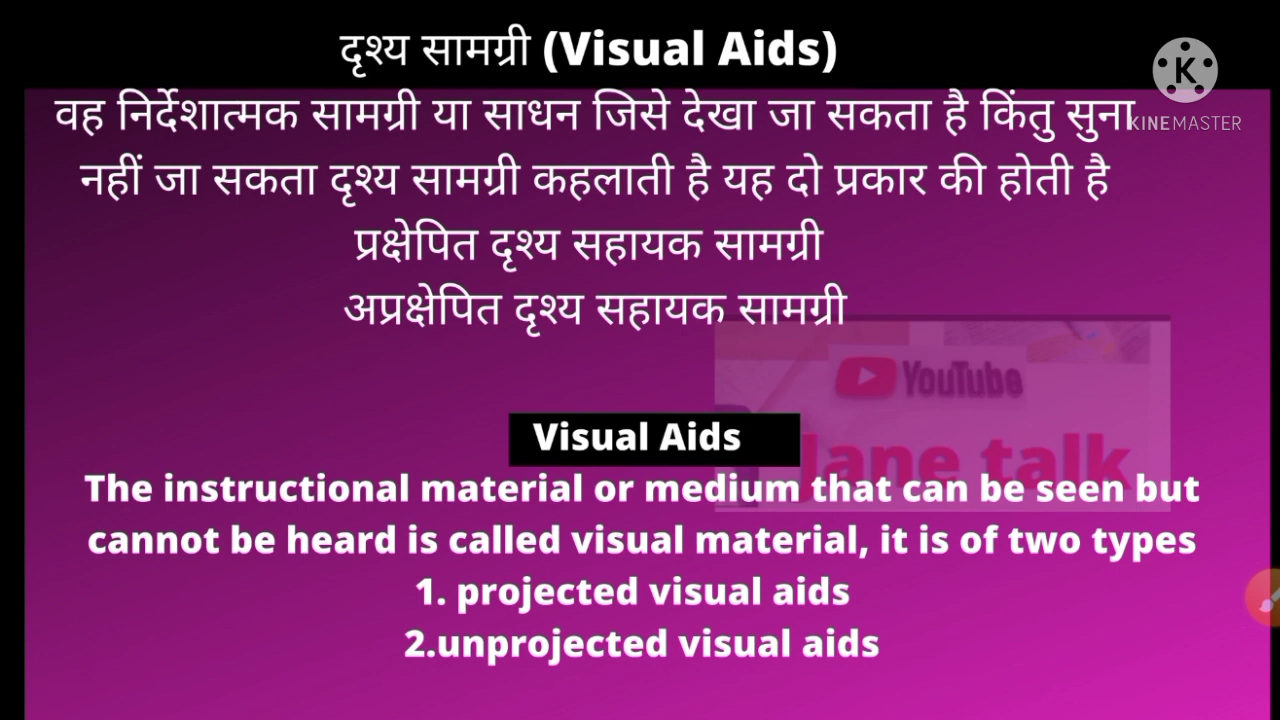 दृश्य सामग्री (Visual Aids)
वह निर्देशात्मक सामग्री या साधन जिसे देखा जा सकता है किंतु सुना
नहीं जा सकता दृश्य सामग्री कहलाती है यह दो प्रकार की होती है
प्रक्षेपित दृश्य सहायक सामग्री
अप्रक्षेपित दृश्य सहायक सामग्री
K
KINEMASTER
YouTube
Jane talk
Visual Aids
The instructional material or medium that can be seen but
cannot be heard is called visual material, it is of two types
1. projected visual aids
2.unprojected visual aids